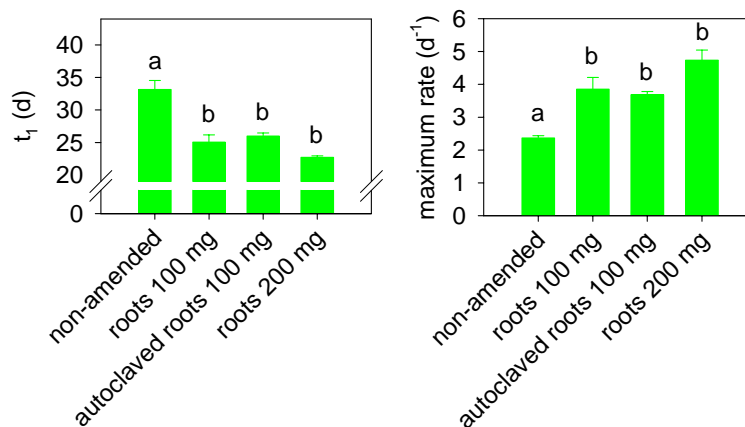 t₁ (d)
40
35
30
25
20
0
a
b
b
b
non-amended
roots 100 mg
autoclaved roots 100 mg
roots 200 mg
maximum rate (d⁻¹)
6
5
4
3
2
1
0
a
b
b
b
non-amended
roots 100 mg
autoclaved roots 100 mg
roots 200 mg